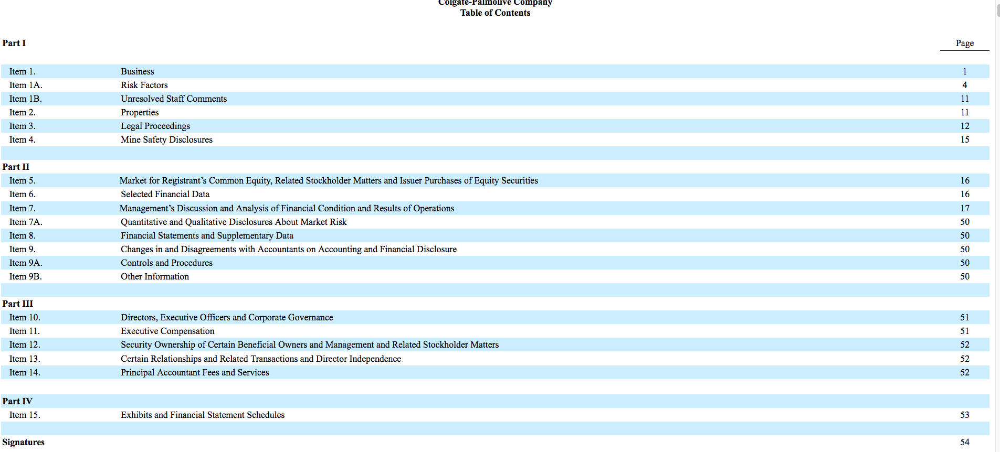 Colgate-Palmolive Company
Table of Contents
Part I Page
Item 1. Business 1
Item 1A. Risk Factors 4
Item 1B. Unresolved Staff Comments 11
Item 2. Properties 11
Item 3. Legal Proceedings 12
Item 4. Mine Safety Disclosures 15
Part II
Item 5. Market for Registrant’s Common Equity, Related Stockholder Matters and Issuer Purchases of Equity Securities 16
Item 6. Selected Financial Data 16
Item 7. Management’s Discussion and Analysis of Financial Condition and Results of Operations 17
Item 7A. Quantitative and Qualitative Disclosures About Market Risk 50
Item 8. Financial Statements and Supplementary Data 50
Item 9. Changes in and Disagreements with Accountants on Accounting and Financial Disclosure 50
Item 9A. Controls and Procedures 50
Item 9B. Other Information 50
Part III
Item 10. Directors, Executive Officers and Corporate Governance 51
Item 11. Executive Compensation 51
Item 12. Security Ownership of Certain Beneficial Owners and Management and Related Stockholder Matters 52
Item 13. Certain Relationships and Related Transactions and Director Independence 52
Item 14. Principal Accountant Fees and Services 52
Part IV
Item 15. Exhibits and Financial Statement Schedules 53
Signatures 54